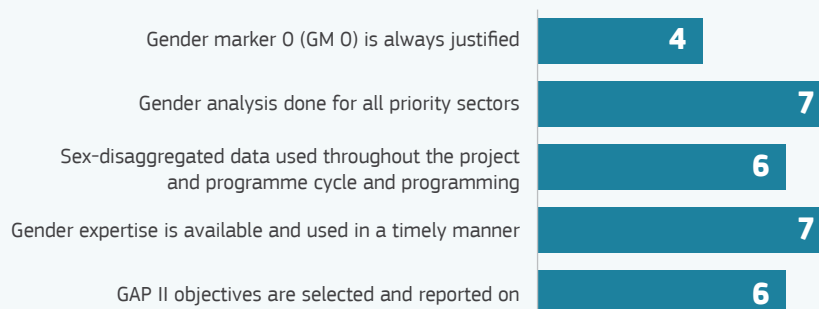 Gender marker 0 (GM 0) is always justified
4
Gender analysis done for all priority sectors
7
Sex-disaggregated data used throughout the project
and programme cycle and programming
6
Gender expertise is available and used in a timely manner
7
GAP II objectives are selected and reported on
6